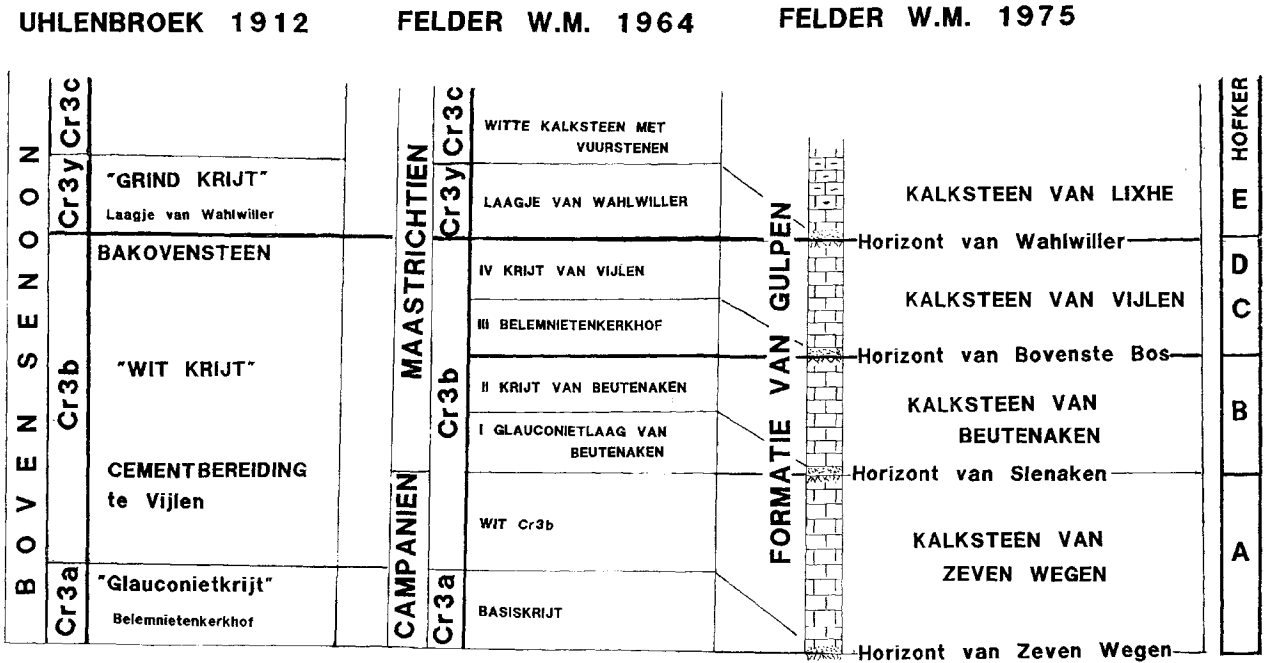 UHLENBROEK 1912
FELDER W.M. 1964
FELDER W.M. 1975
BOVENSENOON
Cr3c
Cr3y
Cr3b
Cr3a
"GRIND KRIJT"
Laagje van Wahlwiller
BAKOVENSTEEN
"WIT KRIJT"
CEMENTBEREIDING
te Vijlen
"Glauconietkrijt"
Belemnietenkerkhof
MAASTRICHTIEN
CAMPANIEN
Cr3c
Cr3y
Cr3b
Cr3a
WITTE KALKSTEEN MET
VUURSTENEN
LAAGJE VAN WAHLWILLER
IV KRIJT VAN VIJLEN
III BELEMNIETENKERKHOF
II KRIJT VAN BEUTENAKEN
I GLAUCONIETLAAG VAN
BEUTENAKEN
WIT Cr3b
BASISKRIJT
FORMATIE VAN GULPEN
KALKSTEEN VAN LIXHE
Horizont van Wahlwiller
KALKSTEEN VAN VIJLEN
Horizont van Bovenste Bos
KALKSTEEN VAN
BEUTENAKEN
Horizont van Slenaken
KALKSTEEN VAN
ZEVEN WEGEN
Horizont van Zeven Wegen
HOFKER
E
D
C
B
A